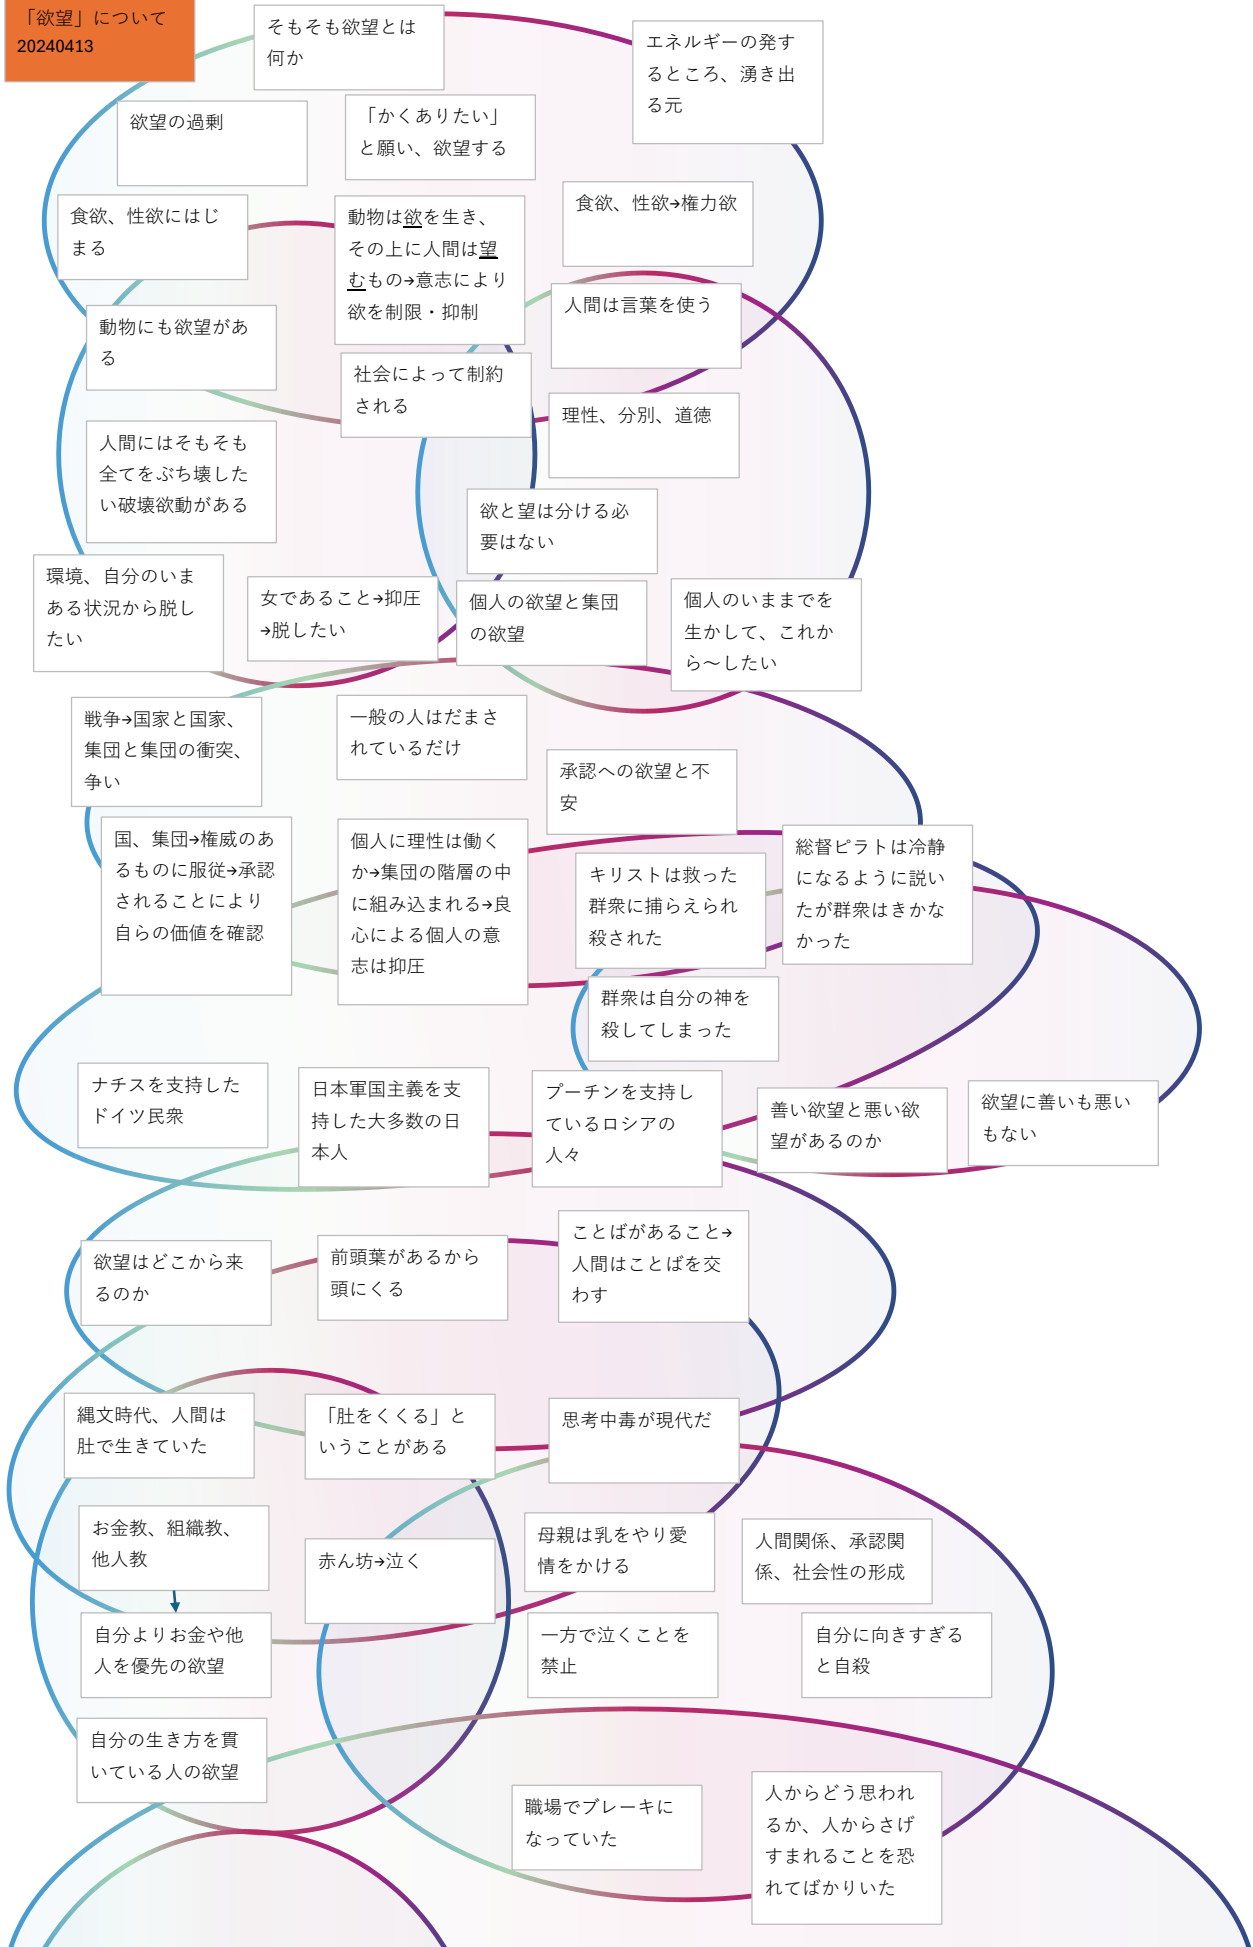 「欲望」について
20240413
そもそも欲望とは
何か
エネルギーの発す
るところ、湧き出
る元
欲望の過剰
「かくありたい」
と願い、欲望する
食欲、性欲にはじ
まる
動物は欲を生き、
その上に人間は望
むもの→意志により
欲を制限・抑制
食欲、性欲→権力欲
動物にも欲望があ
る
人間は言葉を使う
社会によって制約
される
理性、分別、道徳
人間にはそもそも
全てをぶち壊した
い破壊欲動がある
欲と望は分ける必
要はない
環境、自分のいま
ある状況から脱し
たい
女であること→抑圧
→脱したい
個人の欲望と集団
の欲望
個人のいままでを
生かして、これか
ら～したい
戦争→国家と国家、
集団と集団の衝突、
争い
一般の人はだまさ
れているだけ
承認への欲望と不
安
国、集団→権威のあ
るものに服従→承認
されることにより
自らの価値を確認
個人に理性は働く
か→集団の階層の中
に組み込まれる→良
心による個人の意
志は抑圧
キリストは救った
群衆に捕らえられ
殺された
総督ピラトは冷静
になるように説い
たが群衆はきかな
かった
群衆は自分の神を
殺してしまった
ナチスを支持した
ドイツ民衆
日本軍国主義を支
持した大多数の日
本人
プーチンを支持し
ているロシアの
人々
善い欲望と悪い欲
望があるのか
欲望に善いも悪い
もない
欲望はどこから来
るのか
前頭葉があるから
頭にくる
ことばがあること→
人間はことばを交
わす
縄文時代、人間は
肚で生きていた
「肚をくくる」と
いうことがある
思考中毒が現代だ
お金教、組織教、
他人教
赤ん坊→泣く
母親は乳をやり愛
情をかける
人間関係、承認関
係、社会性の形成
自分よりお金や他
人を優先の欲望
一方で泣くことを
禁止
自分に向きすぎる
と自殺
自分の生き方を貫
いている人の欲望
職場でブレーキに
なっていた
人からどう思われ
るか、人からさげ
すまれることを恐
れてばかりいた